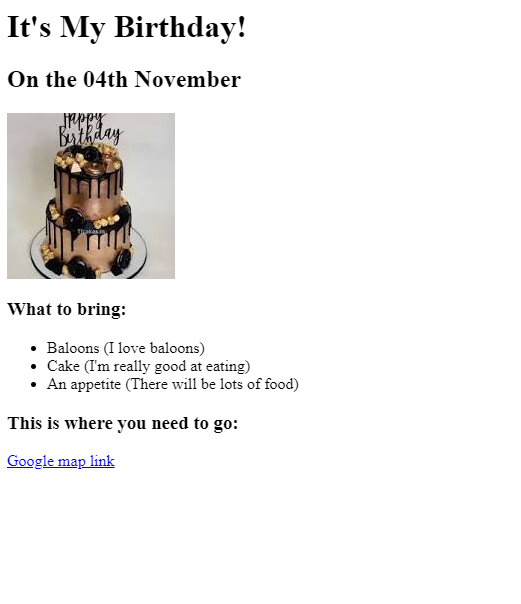 It's My Birthday!
On the 04th November
Happy
Birthday
What to bring:
Baloons (I love baloons)
Cake (I'm really good at eating)
An appetite (There will be lots of food)
This is where you need to go:
Google map link